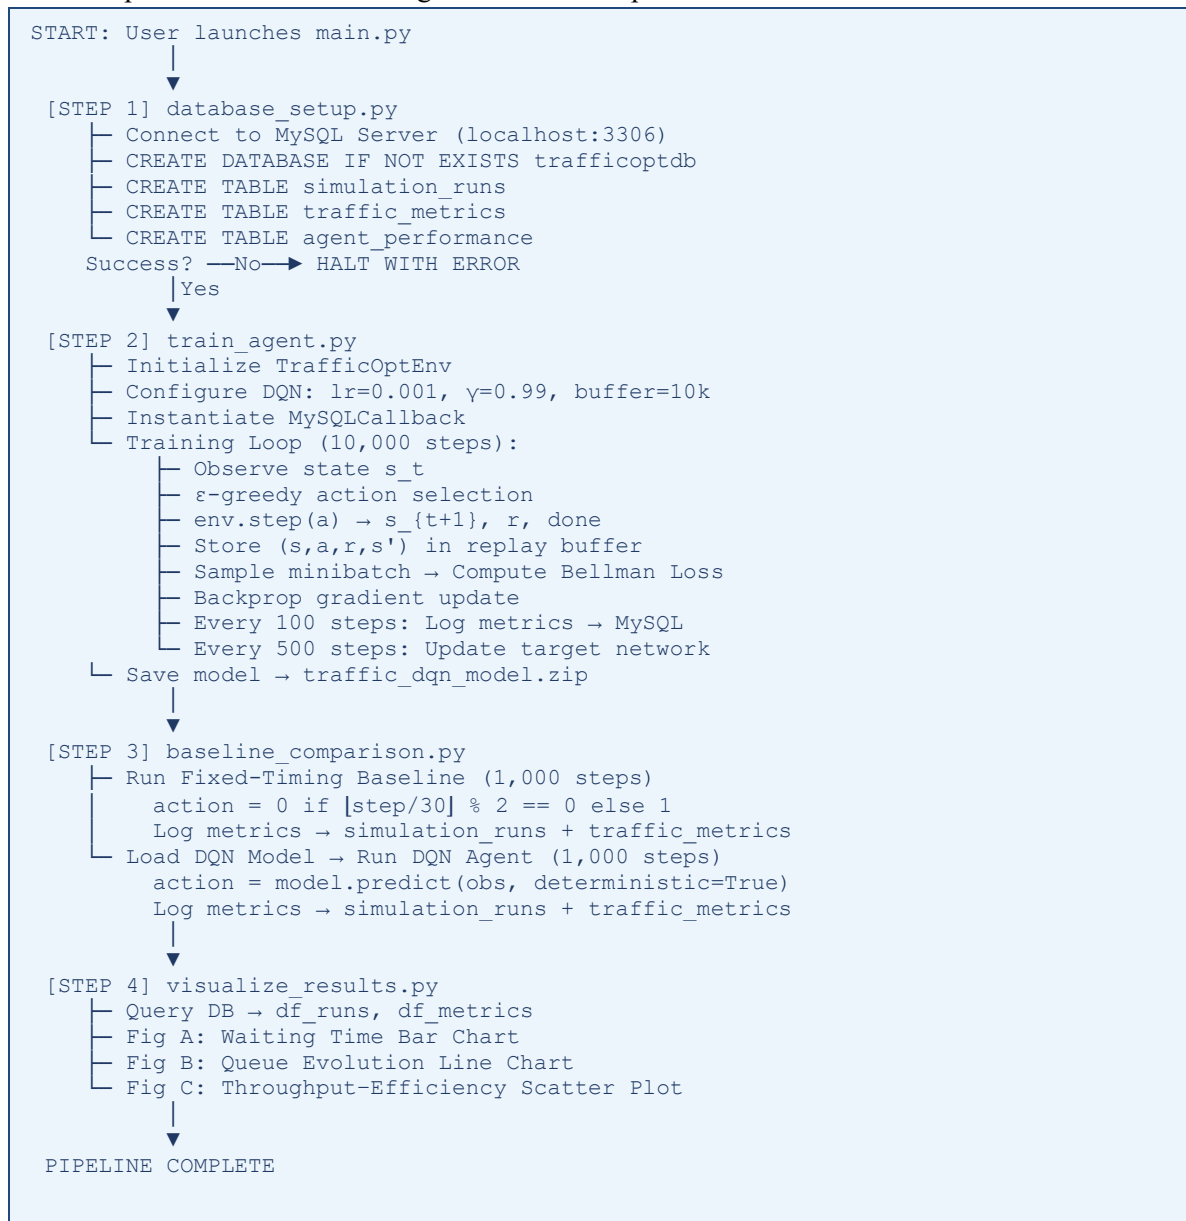 START: User launches main.py
│
▼
[STEP 1] database_setup.py
├─ Connect to MySQL Server (localhost:3306)
├─ CREATE DATABASE IF NOT EXISTS trafficoptdb
├─ CREATE TABLE simulation_runs
├─ CREATE TABLE traffic_metrics
└─ CREATE TABLE agent_performance
Success? ──No──► HALT WITH ERROR
│Yes
▼
[STEP 2] train_agent.py
├─ Initialize TrafficOptEnv
├─ Configure DQN: lr=0.001, γ=0.99, buffer=10k
├─ Instantiate MySQLCallback
└─ Training Loop (10,000 steps):
├─ Observe state s_t
├─ ε-greedy action selection
├─ env.step(a) → s_{t+1}, r, done
├─ Store (s,a,r,s') in replay buffer
├─ Sample minibatch → Compute Bellman Loss
├─ Backprop gradient update
├─ Every 100 steps: Log metrics → MySQL
└─ Every 500 steps: Update target network
└─ Save model → traffic_dqn_model.zip
│
▼
[STEP 3] baseline_comparison.py
├─ Run Fixed-Timing Baseline (1,000 steps)
│ action = 0 if ⌊step/30⌋ % 2 == 0 else 1
│ Log metrics → simulation_runs + traffic_metrics
└─ Load DQN Model → Run DQN Agent (1,000 steps)
action = model.predict(obs, deterministic=True)
Log metrics → simulation_runs + traffic_metrics
│
▼
[STEP 4] visualize_results.py
├─ Query DB → df_runs, df_metrics
├─ Fig A: Waiting Time Bar Chart
├─ Fig B: Queue Evolution Line Chart
└─ Fig C: Throughput–Efficiency Scatter Plot
│
▼
PIPELINE COMPLETE